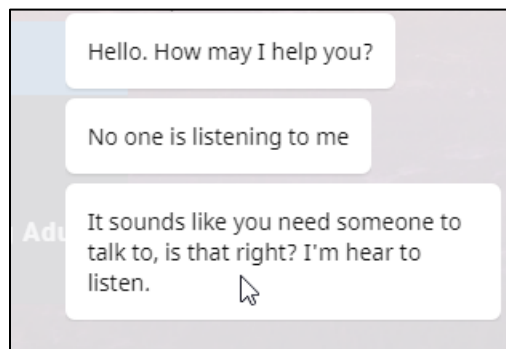 Hello. How may I help you?
No one is listening to me
It sounds like you need someone to
talk to, is that right? I'm hear to
listen.